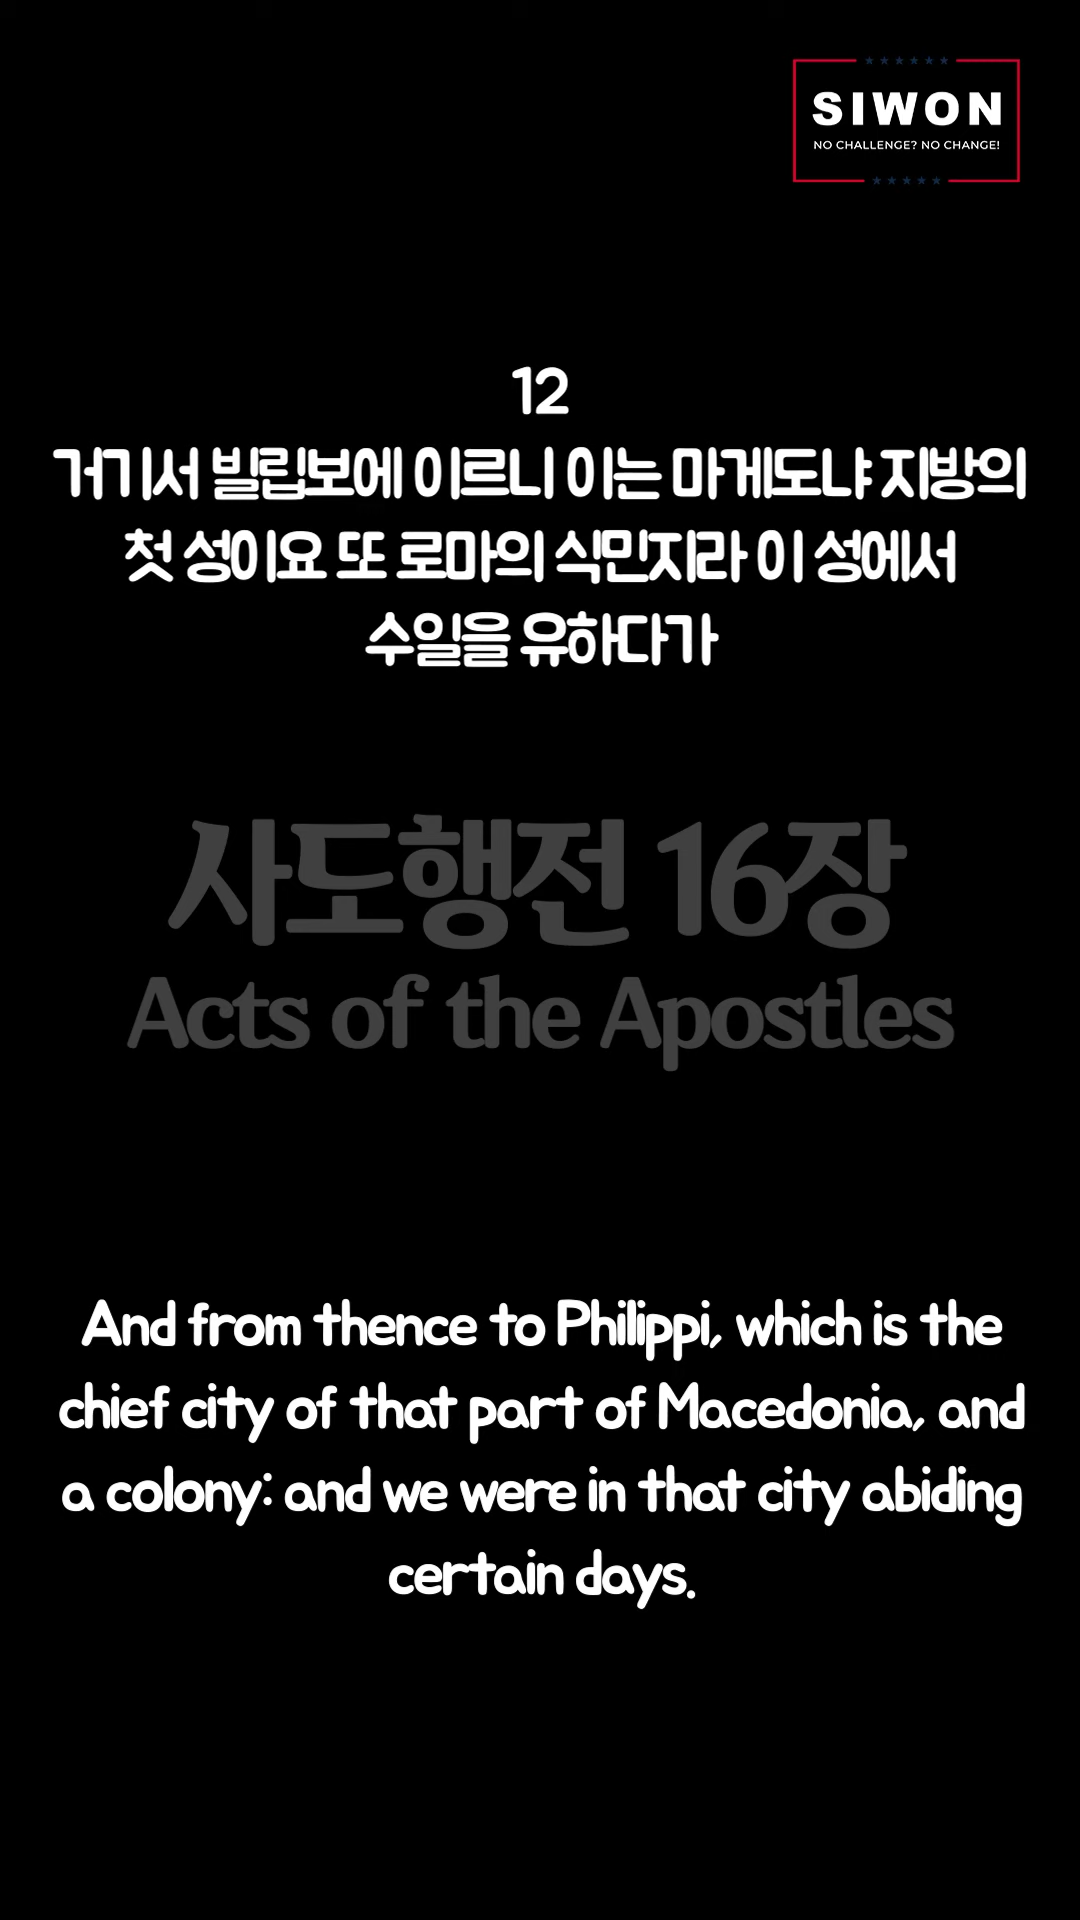 SIWON
NO CHALLENGE? NO CHANGE!
12
거기서 빌립보에 이르니 이는 마게도냐 지방의
첫 성이요 또 로마의 식민지라 이 성에서
수일을 유하다가
사도행전 16장
Acts of the Apostles
And from thence to Philippi, which is the
chief city of that part of Macedonia, and
a colony: and we were in that city abiding
certain days.